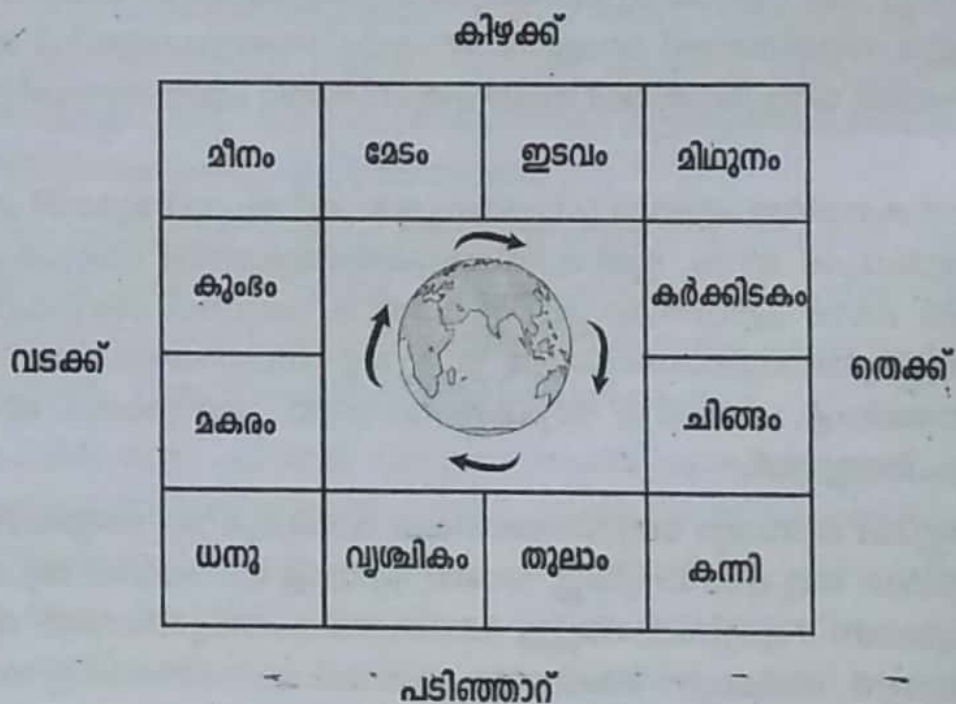 കിഴക്ക്
മീനം മേടം ഇടവം മിഥുനം
കുംഭം കർക്കിടകം
വടക്ക് തെക്ക്
മകരം ചിങ്ങം
ധനു വൃശ്ചികം തുലാം കന്നി
പടിഞ്ഞാറ്